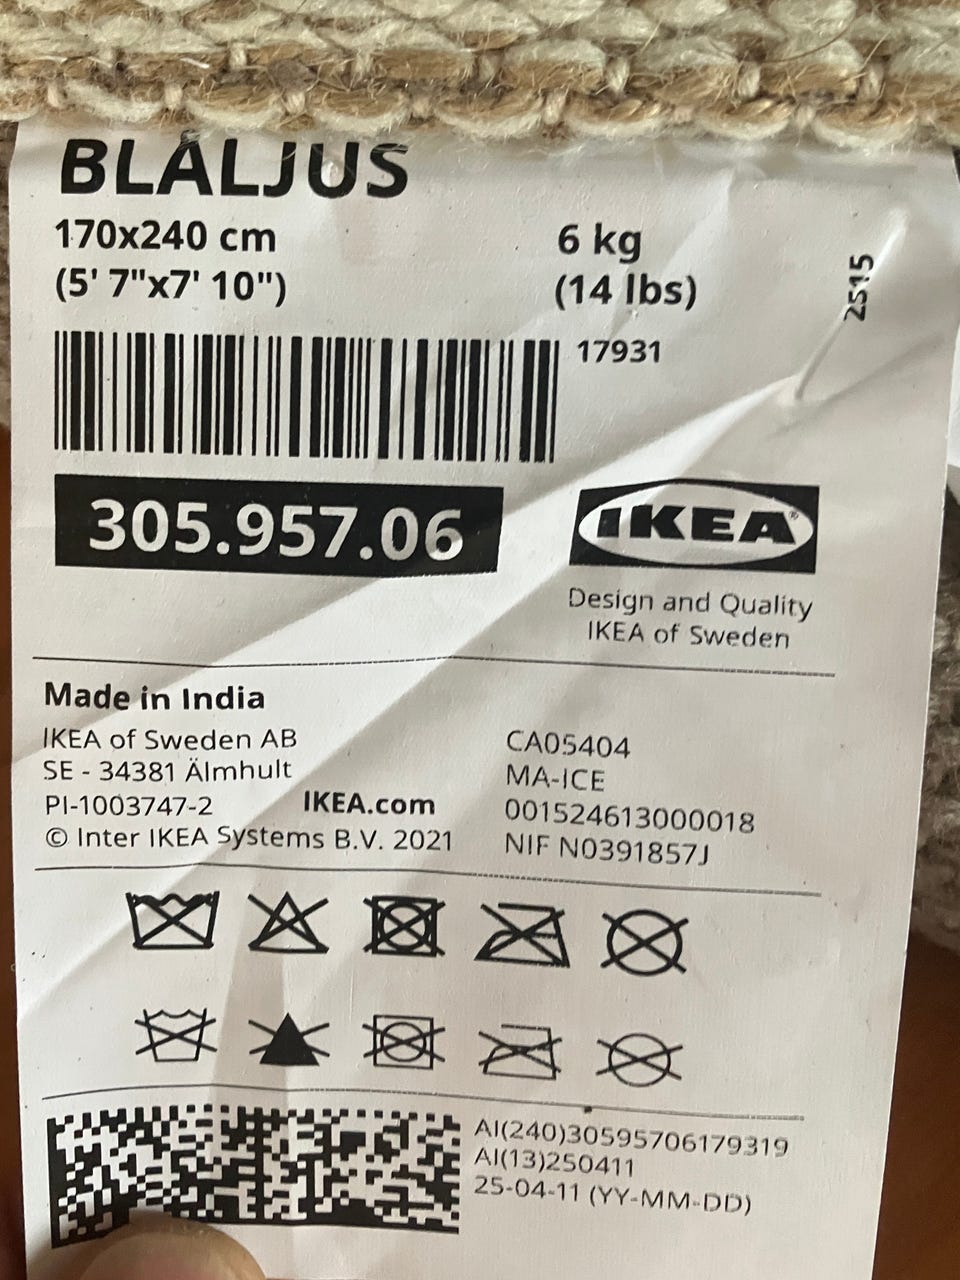 BLÅLJUS
170x240 cm
(5' 7"x7' 10")
6 kg
(14 lbs)
2515
17931
305.957.06
IKEA®
Design and Quality
IKEA of Sweden
Made in India
IKEA of Sweden AB
SE - 34381 Älmhult
PI-1003747-2
IKEA.com
© Inter IKEA Systems B.V. 2021
CA05404
MA-ICE
001524613000018
NIF N0391857J
AI(240)30595706179319
AI(13)250411
25-04-11 (YY-MM-DD)